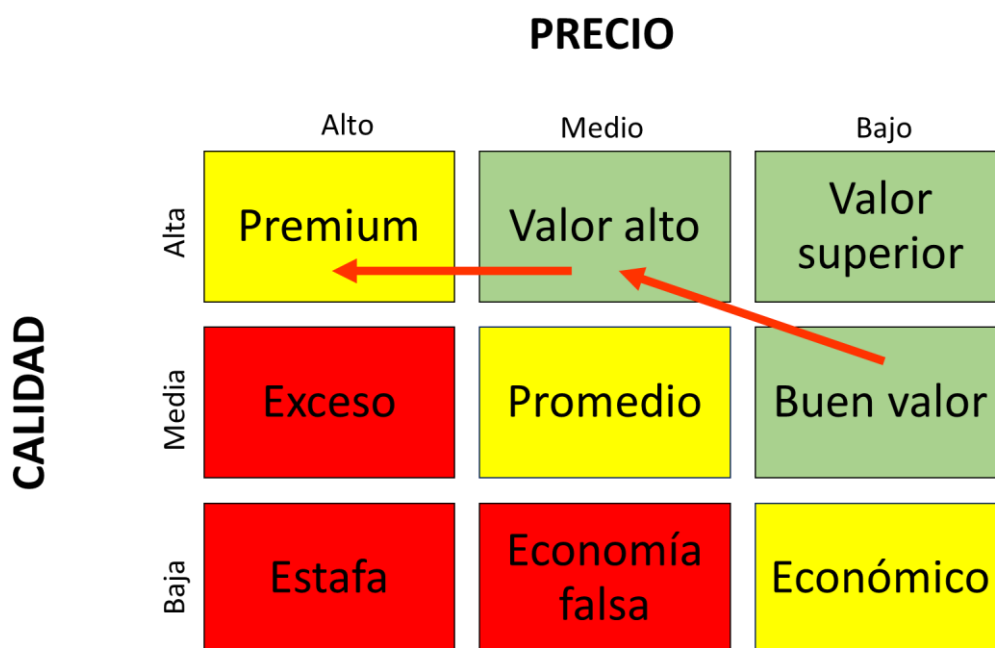 PRECIO
Alto
Medio
Bajo
CALIDAD
Alta
Premium
Valor alto
Valor
superior
Media
Exceso
Promedio
Buen valor
Baja
Estafa
Economía
falsa
Económico